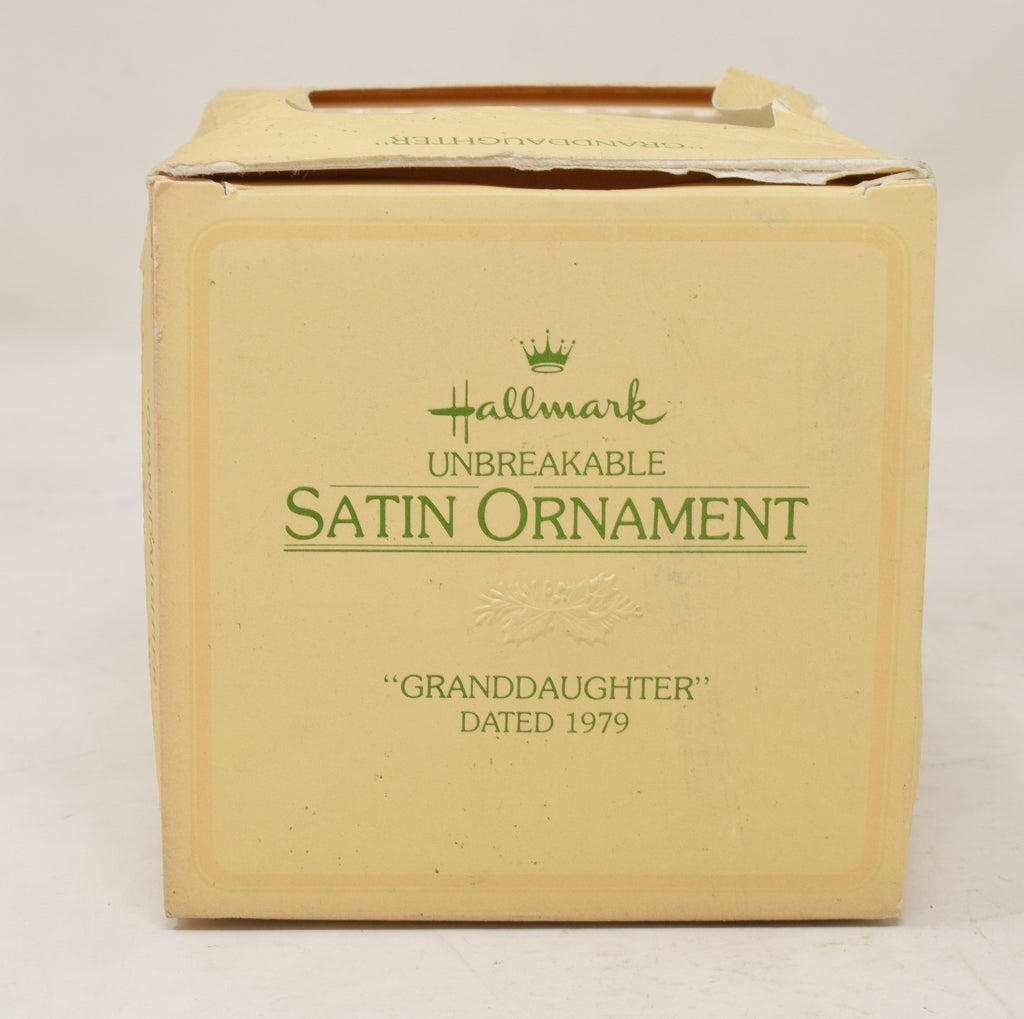 "GRANDDAUGHTER"
Hallmark
UNBREAKABLE
SATIN ORNAMENT
"GRANDDAUGHTER"
DATED 1979